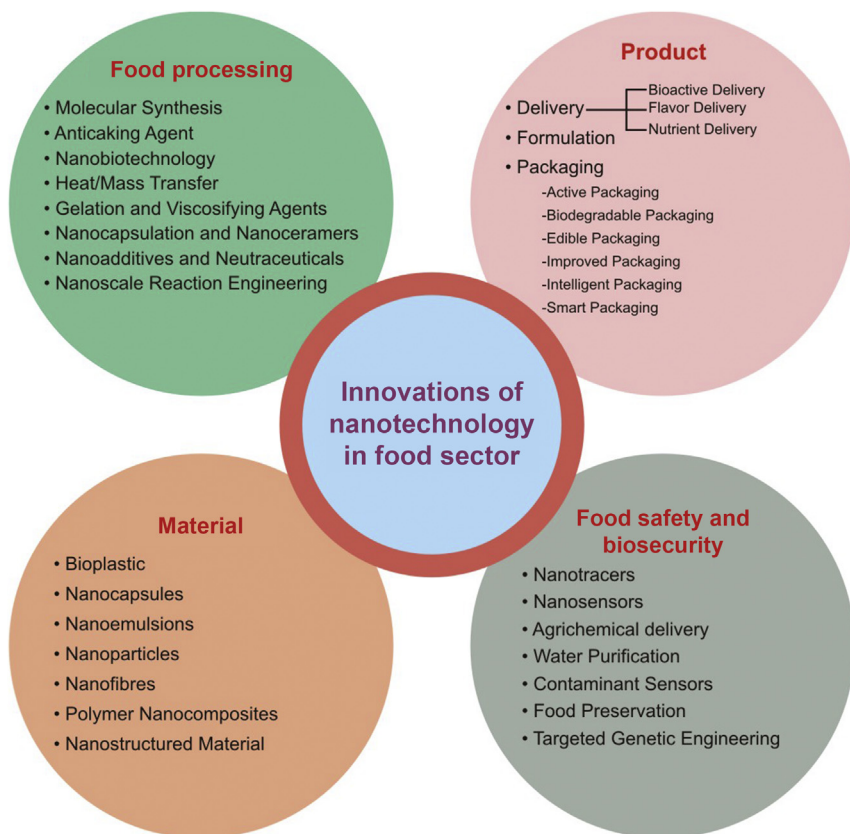 Food processing
• Molecular Synthesis
• Anticaking Agent
• Nanobiotechnology
• Heat/Mass Transfer
• Gelation and Viscosifying Agents
• Nanocapsulation and Nanoceramers
• Nanoadditives and Neutraceuticals
• Nanoscale Reaction Engineering
Product
• Delivery
Bioactive Delivery
Flavor Delivery
Nutrient Delivery
• Formulation
• Packaging
-Active Packaging
-Biodegradable Packaging
-Edible Packaging
-Improved Packaging
-Intelligent Packaging
-Smart Packaging
Innovations of
nanotechnology
in food sector
Material
• Bioplastic
• Nanocapsules
• Nanoemulsions
• Nanoparticles
• Nanofibres
• Polymer Nanocomposites
• Nanostructured Material
Food safety and
biosecurity
• Nanotracers
• Nanosensors
• Agrichemical delivery
• Water Purification
• Contaminant Sensors
• Food Preservation
• Targeted Genetic Engineering